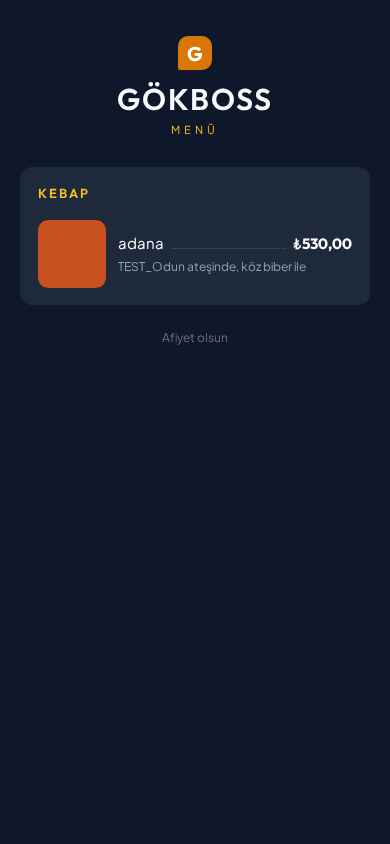 G
GÖKBOSS
MENÜ
KEBAP
adana ₺530,00
TEST_Odun ateşinde, köz biber ile
Afiyet olsun